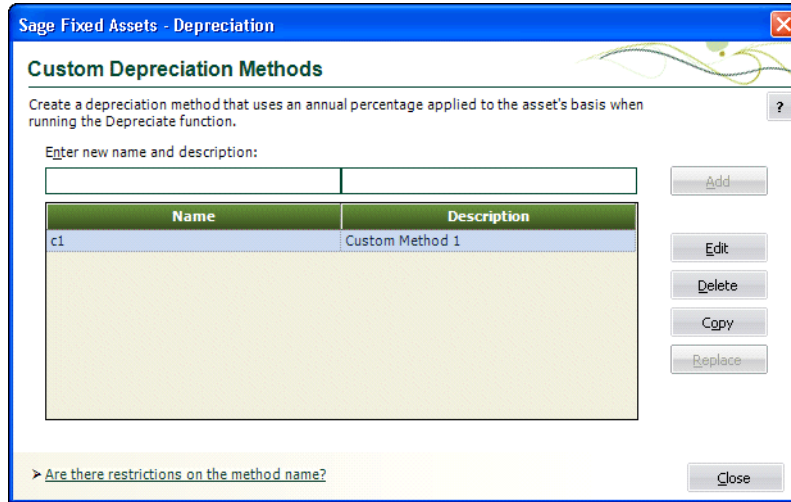 Sage Fixed Assets - Depreciation
Custom Depreciation Methods
Create a depreciation method that uses an annual percentage applied to the asset's basis when
running the Depreciate function.
?
Enter new name and description:
Add
Name Description
c1 Custom Method 1
Edit
Delete
Copy
Replace
➤ Are there restrictions on the method name?
Close